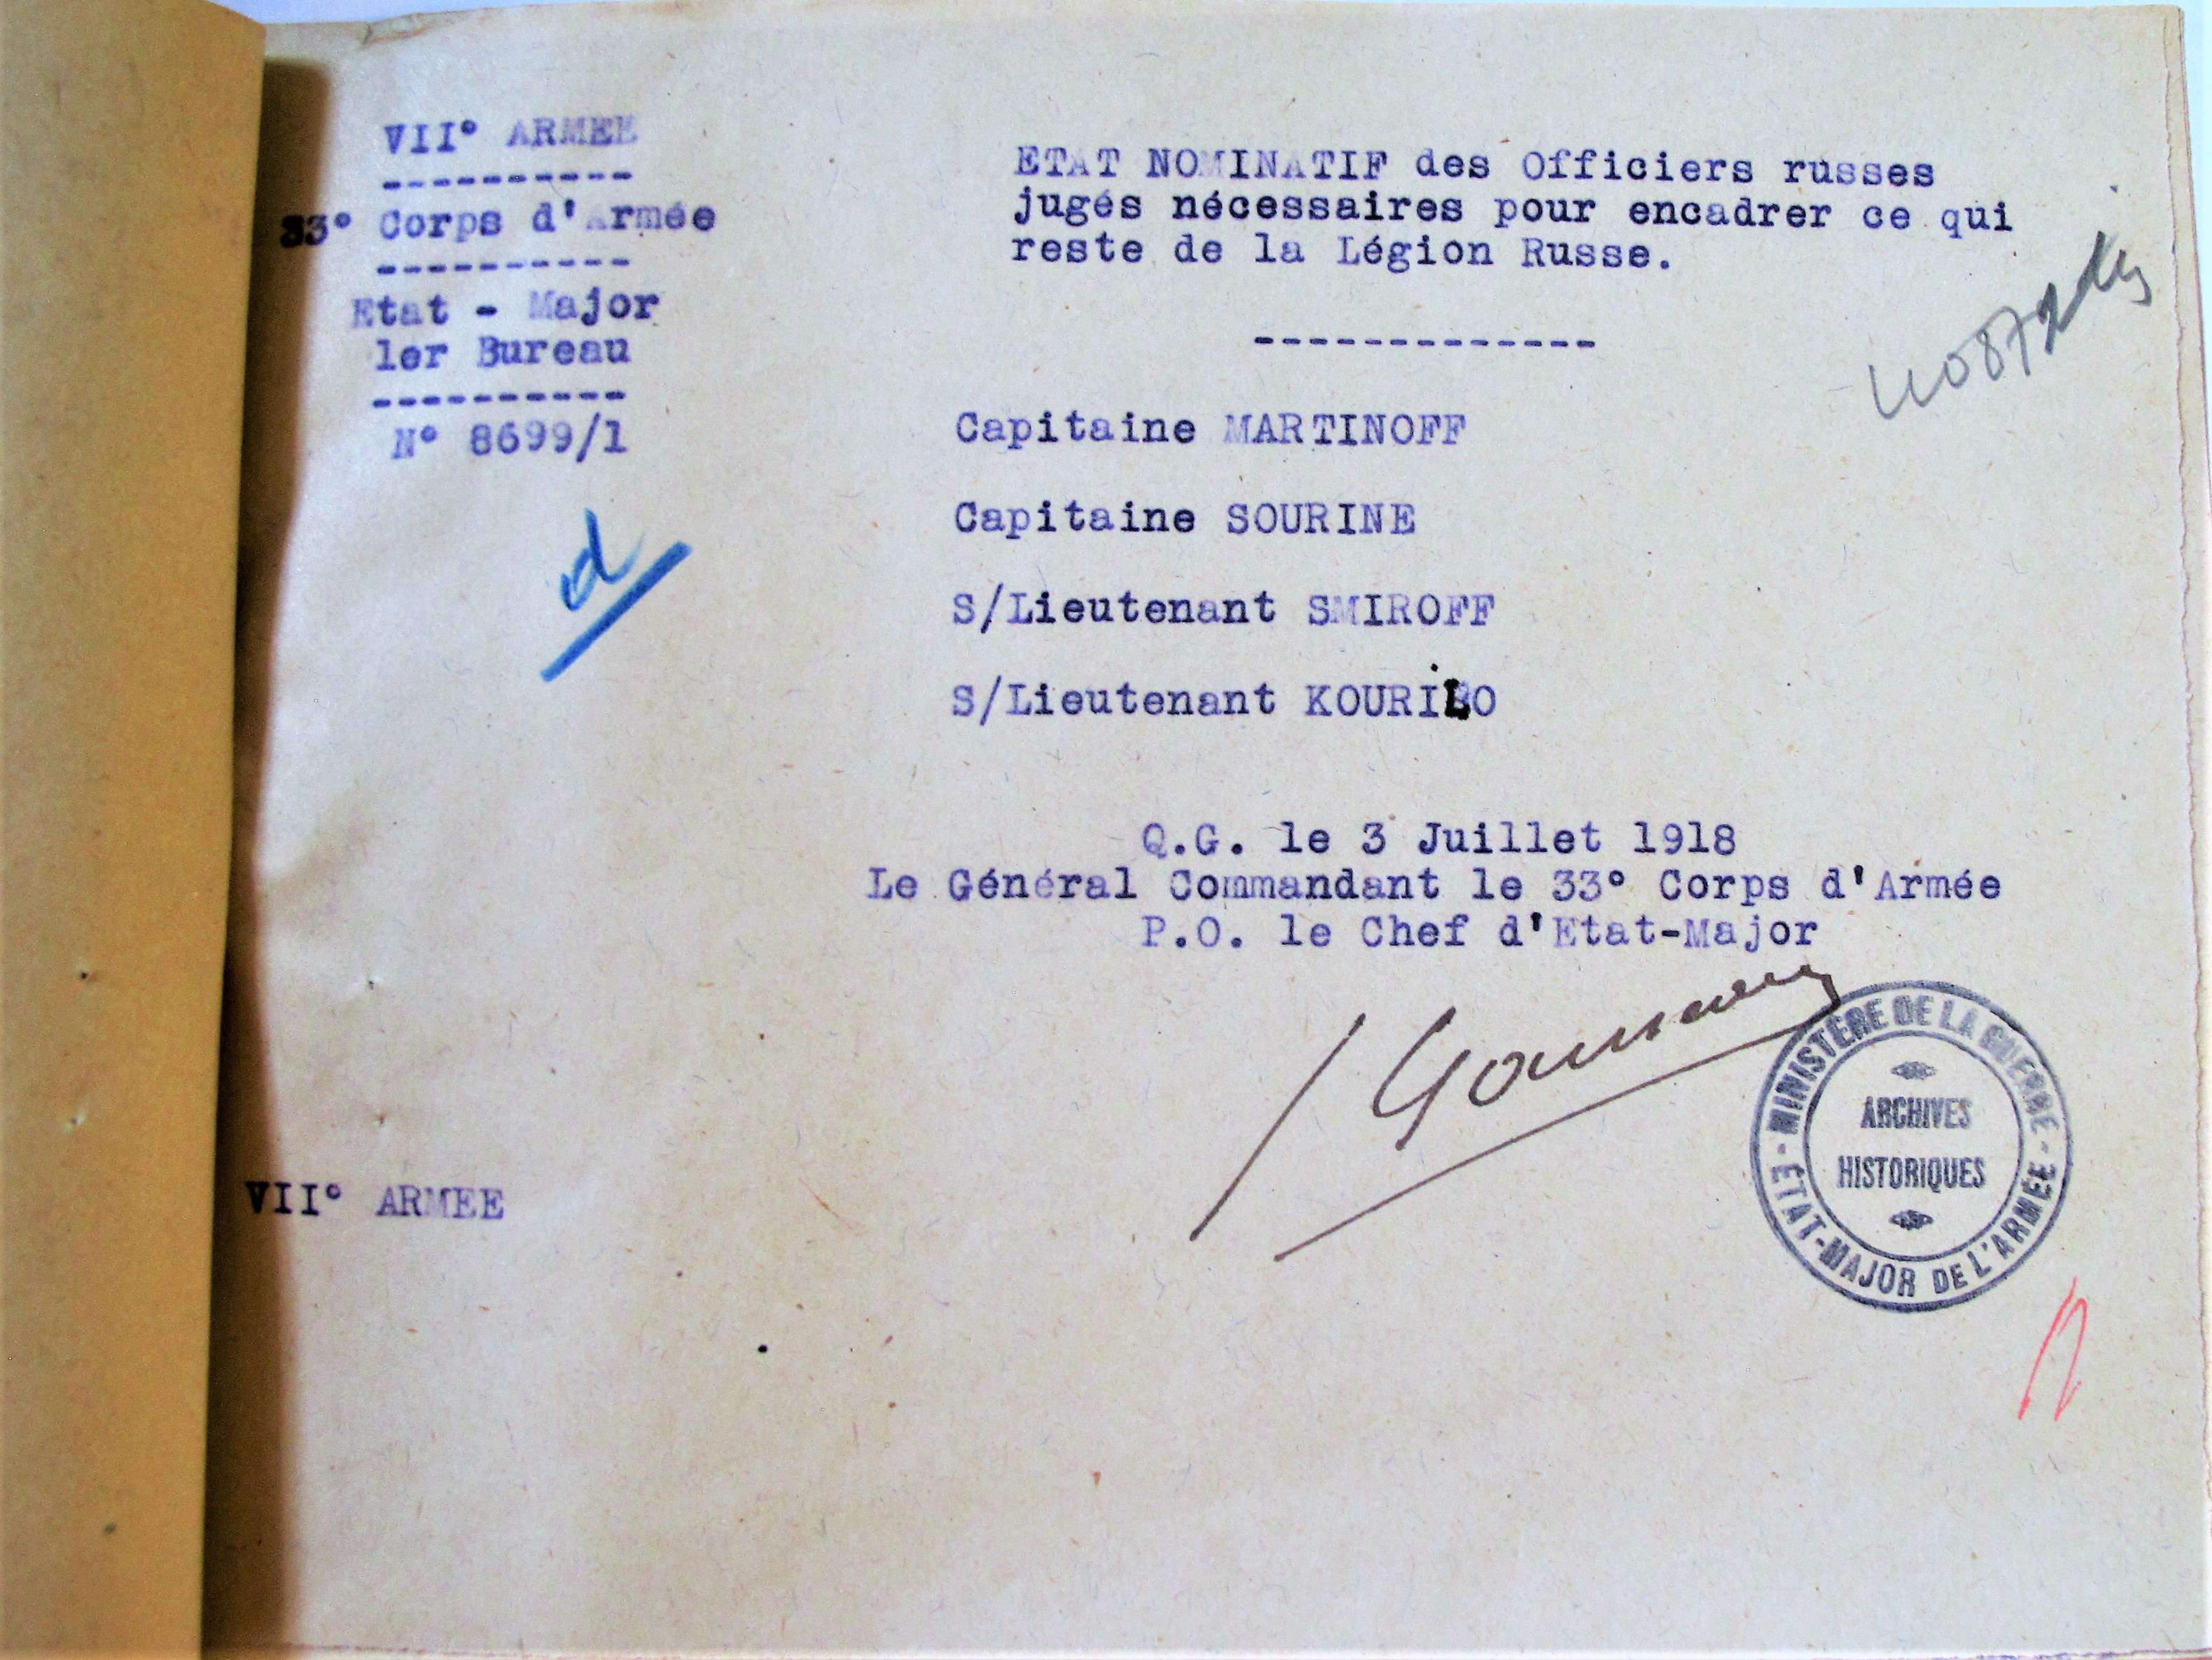 VII° ARMEE
----------
33° Corps d'Armée
----------
Etat - Major
1er Bureau
----------
N° 8699/1
d
ETAT NOMINATIF des Officiers russes
jugés nécessaires pour encadrer ce qui
reste de la Légion Russe.
-------------
Capitaine MARTINOFF
Capitaine SOURINE
S/Lieutenant SMIROFF
S/Lieutenant KOURILO
Q.G. le 3 Juillet 1918
Le Général Commandant le 33° Corps d'Armée
P.O. le Chef d'Etat-Major
MINISTÈRE DE LA GUERRE
ARCHIVES
HISTORIQUES
ÉTAT-MAJOR DE L'ARMÉE
VII° ARMEE